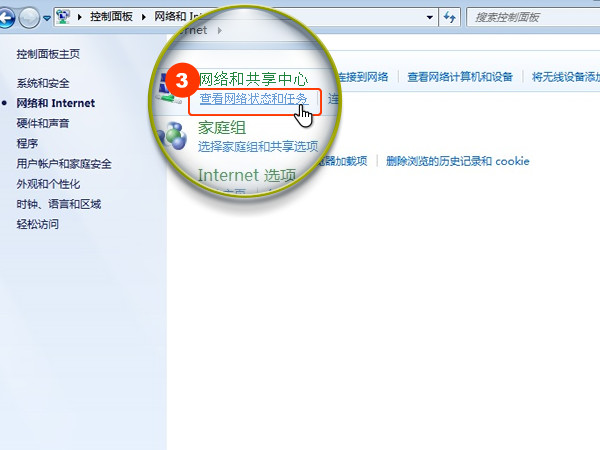 控制面板 ▸ 网络和
搜索控制面板
控制面板主页
系统和安全
网络和 Internet
硬件和声音
程序
用户帐户和家庭安全
外观和个性化
时钟、语言和区域
轻松访问
3
网络和共享中心
查看网络状态和任务
连接到网络
查看网络计算机和设备
将无线设备添加
家庭组
选择家庭组和共享选项
Internet 选项
览器加载项
删除浏览的历史记录和 cookie